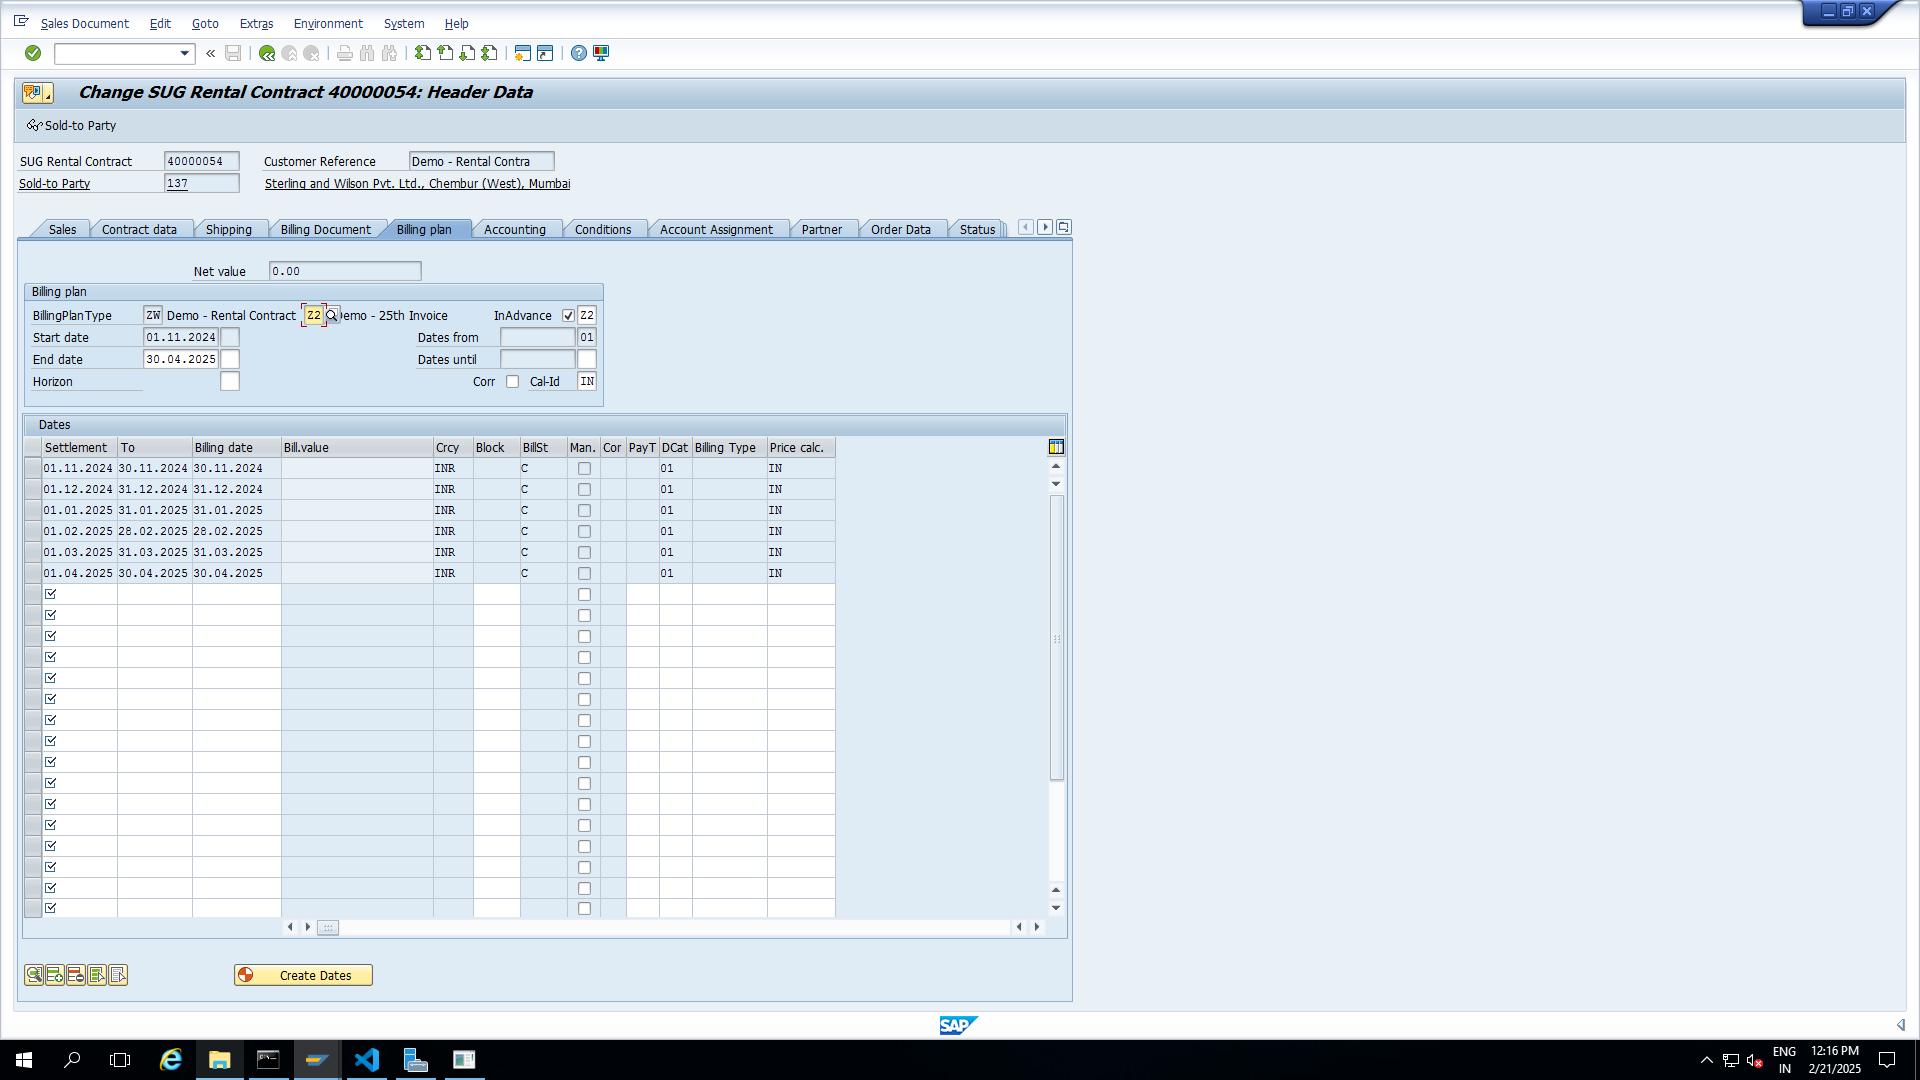 Sales Document Edit Goto Extras Environment System Help
Change SUG Rental Contract 40000054: Header Data
Sold-to Party
SUG Rental Contract 40000054 Customer Reference Demo - Rental Contra
Sold-to Party 137 Sterling and Wilson Pvt. Ltd., Chembur (West), Mumbai
Sales Contract data Shipping Billing Document Billing plan Accounting Conditions Account Assignment Partner Order Data Status
Net value 0.00
Billing plan
BillingPlanType ZW Demo - Rental Contract Z2 emo - 25th Invoice InAdvance Z2
Start date 01.11.2024 Dates from 01
End date 30.04.2025 Dates until
Horizon Corr Cal-Id IN
Dates
Settlement To Billing date Bill.value Crcy Block BillSt Man. Cor PayT DCat Billing Type Price calc.
01.11.2024 30.11.2024 30.11.2024 INR C 01 IN
01.12.2024 31.12.2024 31.12.2024 INR C 01 IN
01.01.2025 31.01.2025 31.01.2025 INR C 01 IN
01.02.2025 28.02.2025 28.02.2025 INR C 01 IN
01.03.2025 31.03.2025 31.03.2025 INR C 01 IN
01.04.2025 30.04.2025 30.04.2025 INR C 01 IN
Create Dates
SAP
ENG 12:16 PM
IN 2/21/2025